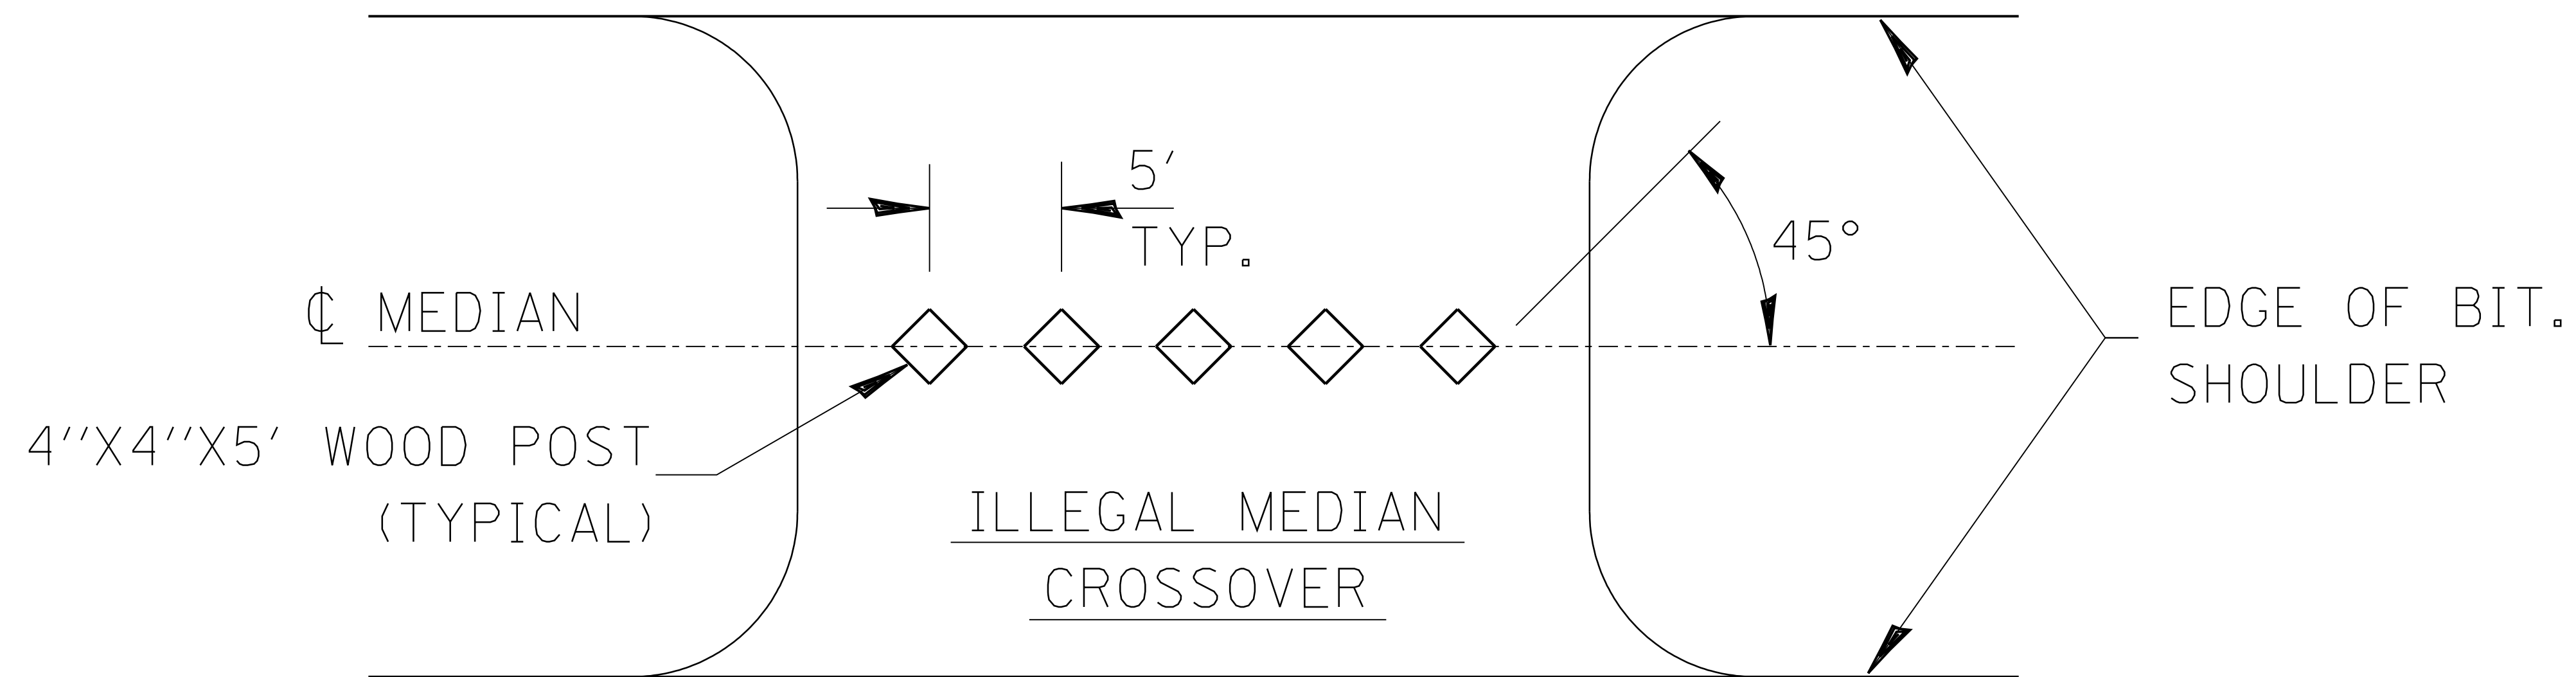 5'
TYP.
45°
℄ MEDIAN
EDGE OF BIT.
SHOULDER
4''X4''X5' WOOD POST
(TYPICAL)
ILLEGAL MEDIAN
CROSSOVER